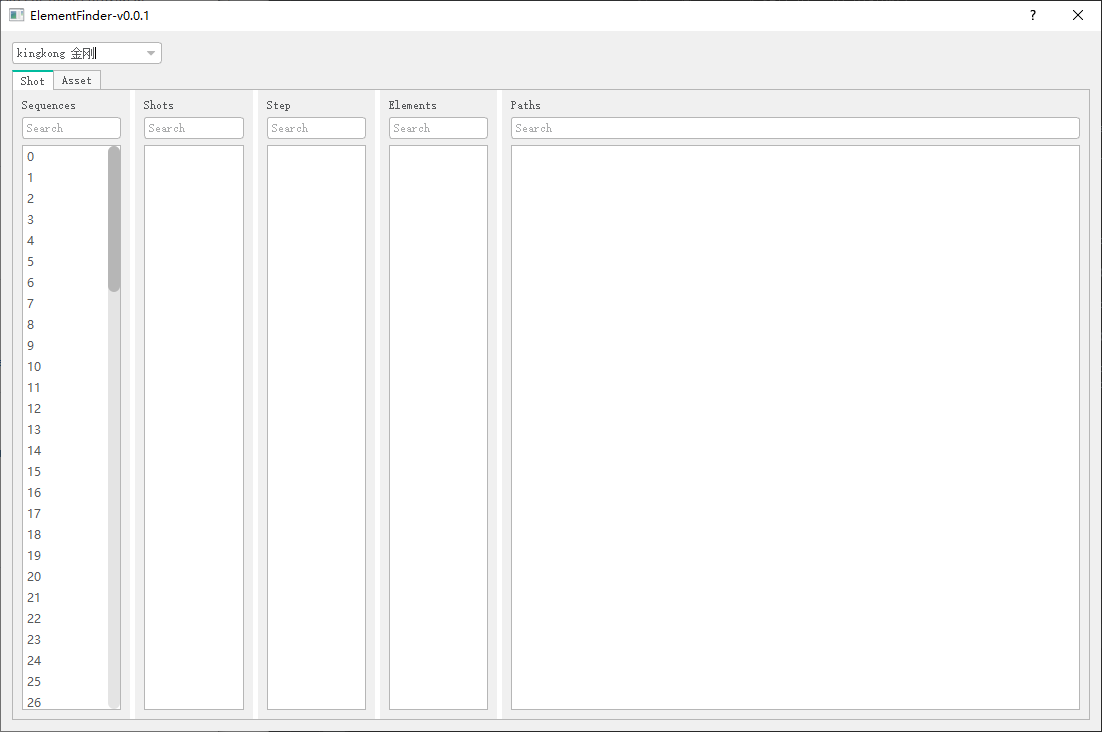 ElementFinder-v0.0.1
?
kingkong 金刚
Shot
Asset
Sequences
Shots
Step
Elements
Paths
Search
Search
Search
Search
Search
0
1
2
3
4
5
6
7
8
9
10
11
12
13
14
15
16
17
18
19
20
21
22
23
24
25
26